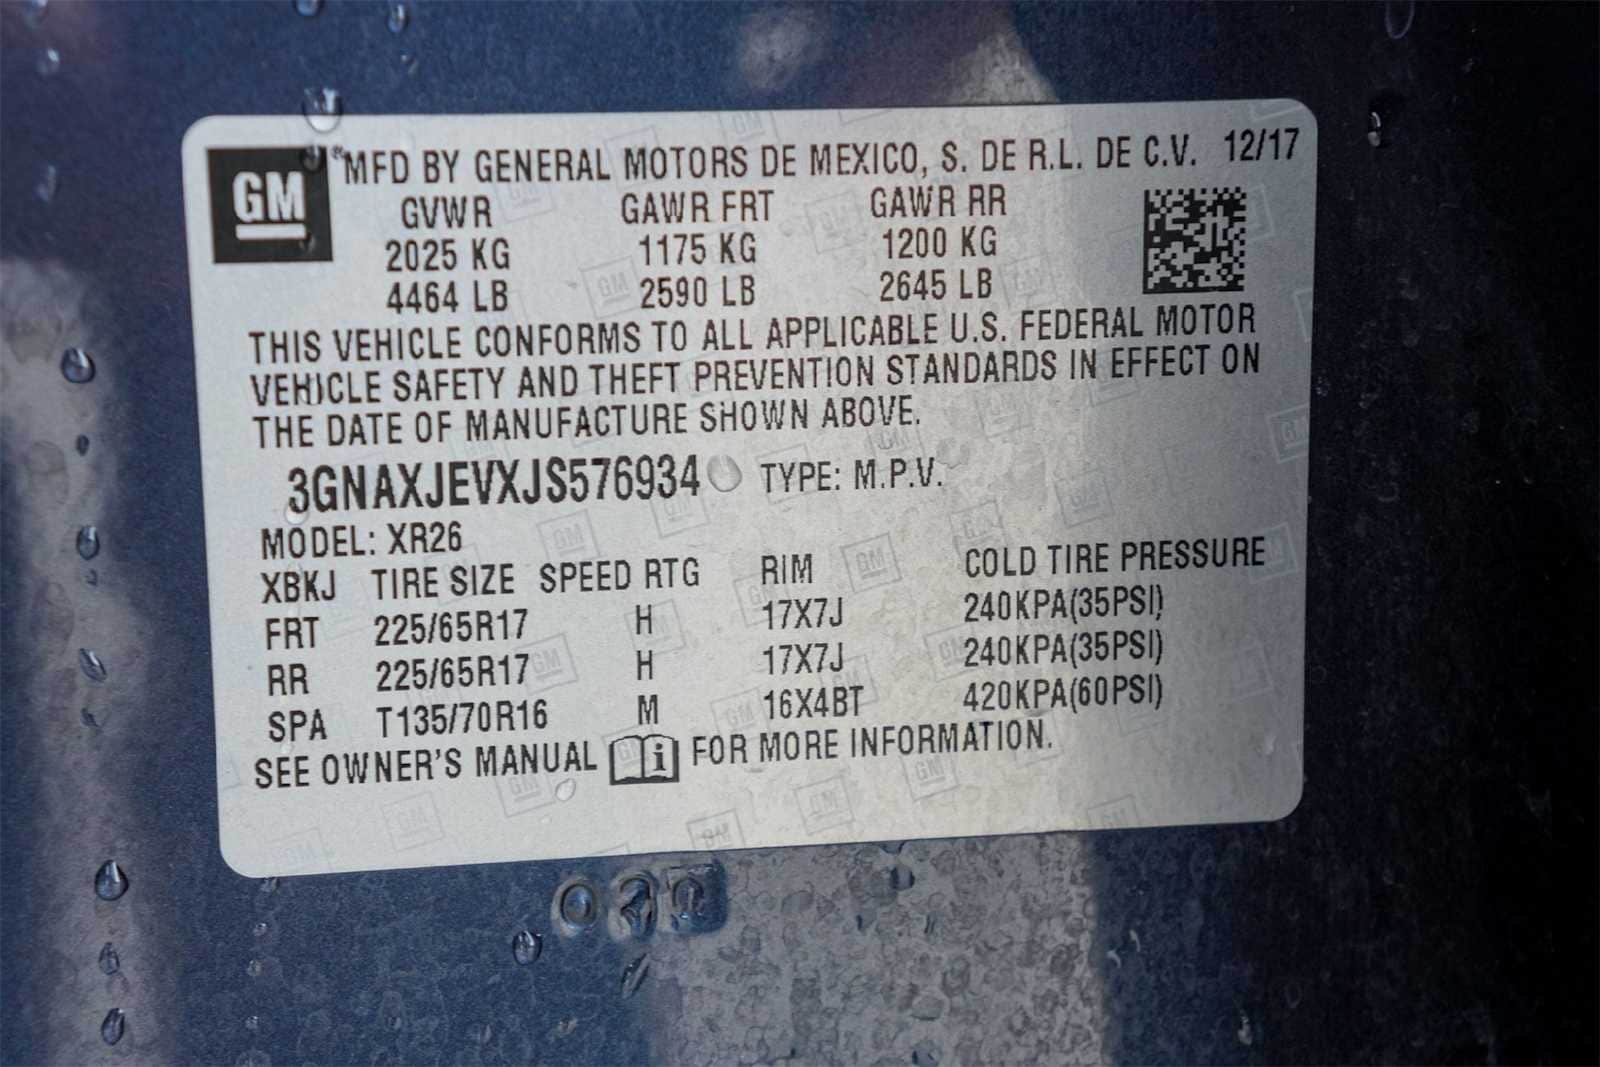 GM
MFD BY GENERAL MOTORS DE MEXICO, S. DE R.L. DE C.V. 12/17
GVWR GAWR FRT GAWR RR
2025 KG 1175 KG 1200 KG
4464 LB 2590 LB 2645 LB
THIS VEHICLE CONFORMS TO ALL APPLICABLE U.S. FEDERAL MOTOR
VEHICLE SAFETY AND THEFT PREVENTION STANDARDS IN EFFECT ON
THE DATE OF MANUFACTURE SHOWN ABOVE.
3GNAXJEVXJS576934 TYPE: M.P.V.
MODEL: XR26
XBKJ TIRE SIZE SPEED RTG RIM COLD TIRE PRESSURE
FRT 225/65R17 H 17X7J 240KPA(35PSI)
RR 225/65R17 H 17X7J 240KPA(35PSI)
SPA T135/70R16 M 16X4BT 420KPA(60PSI)
SEE OWNER'S MANUAL i FOR MORE INFORMATION.